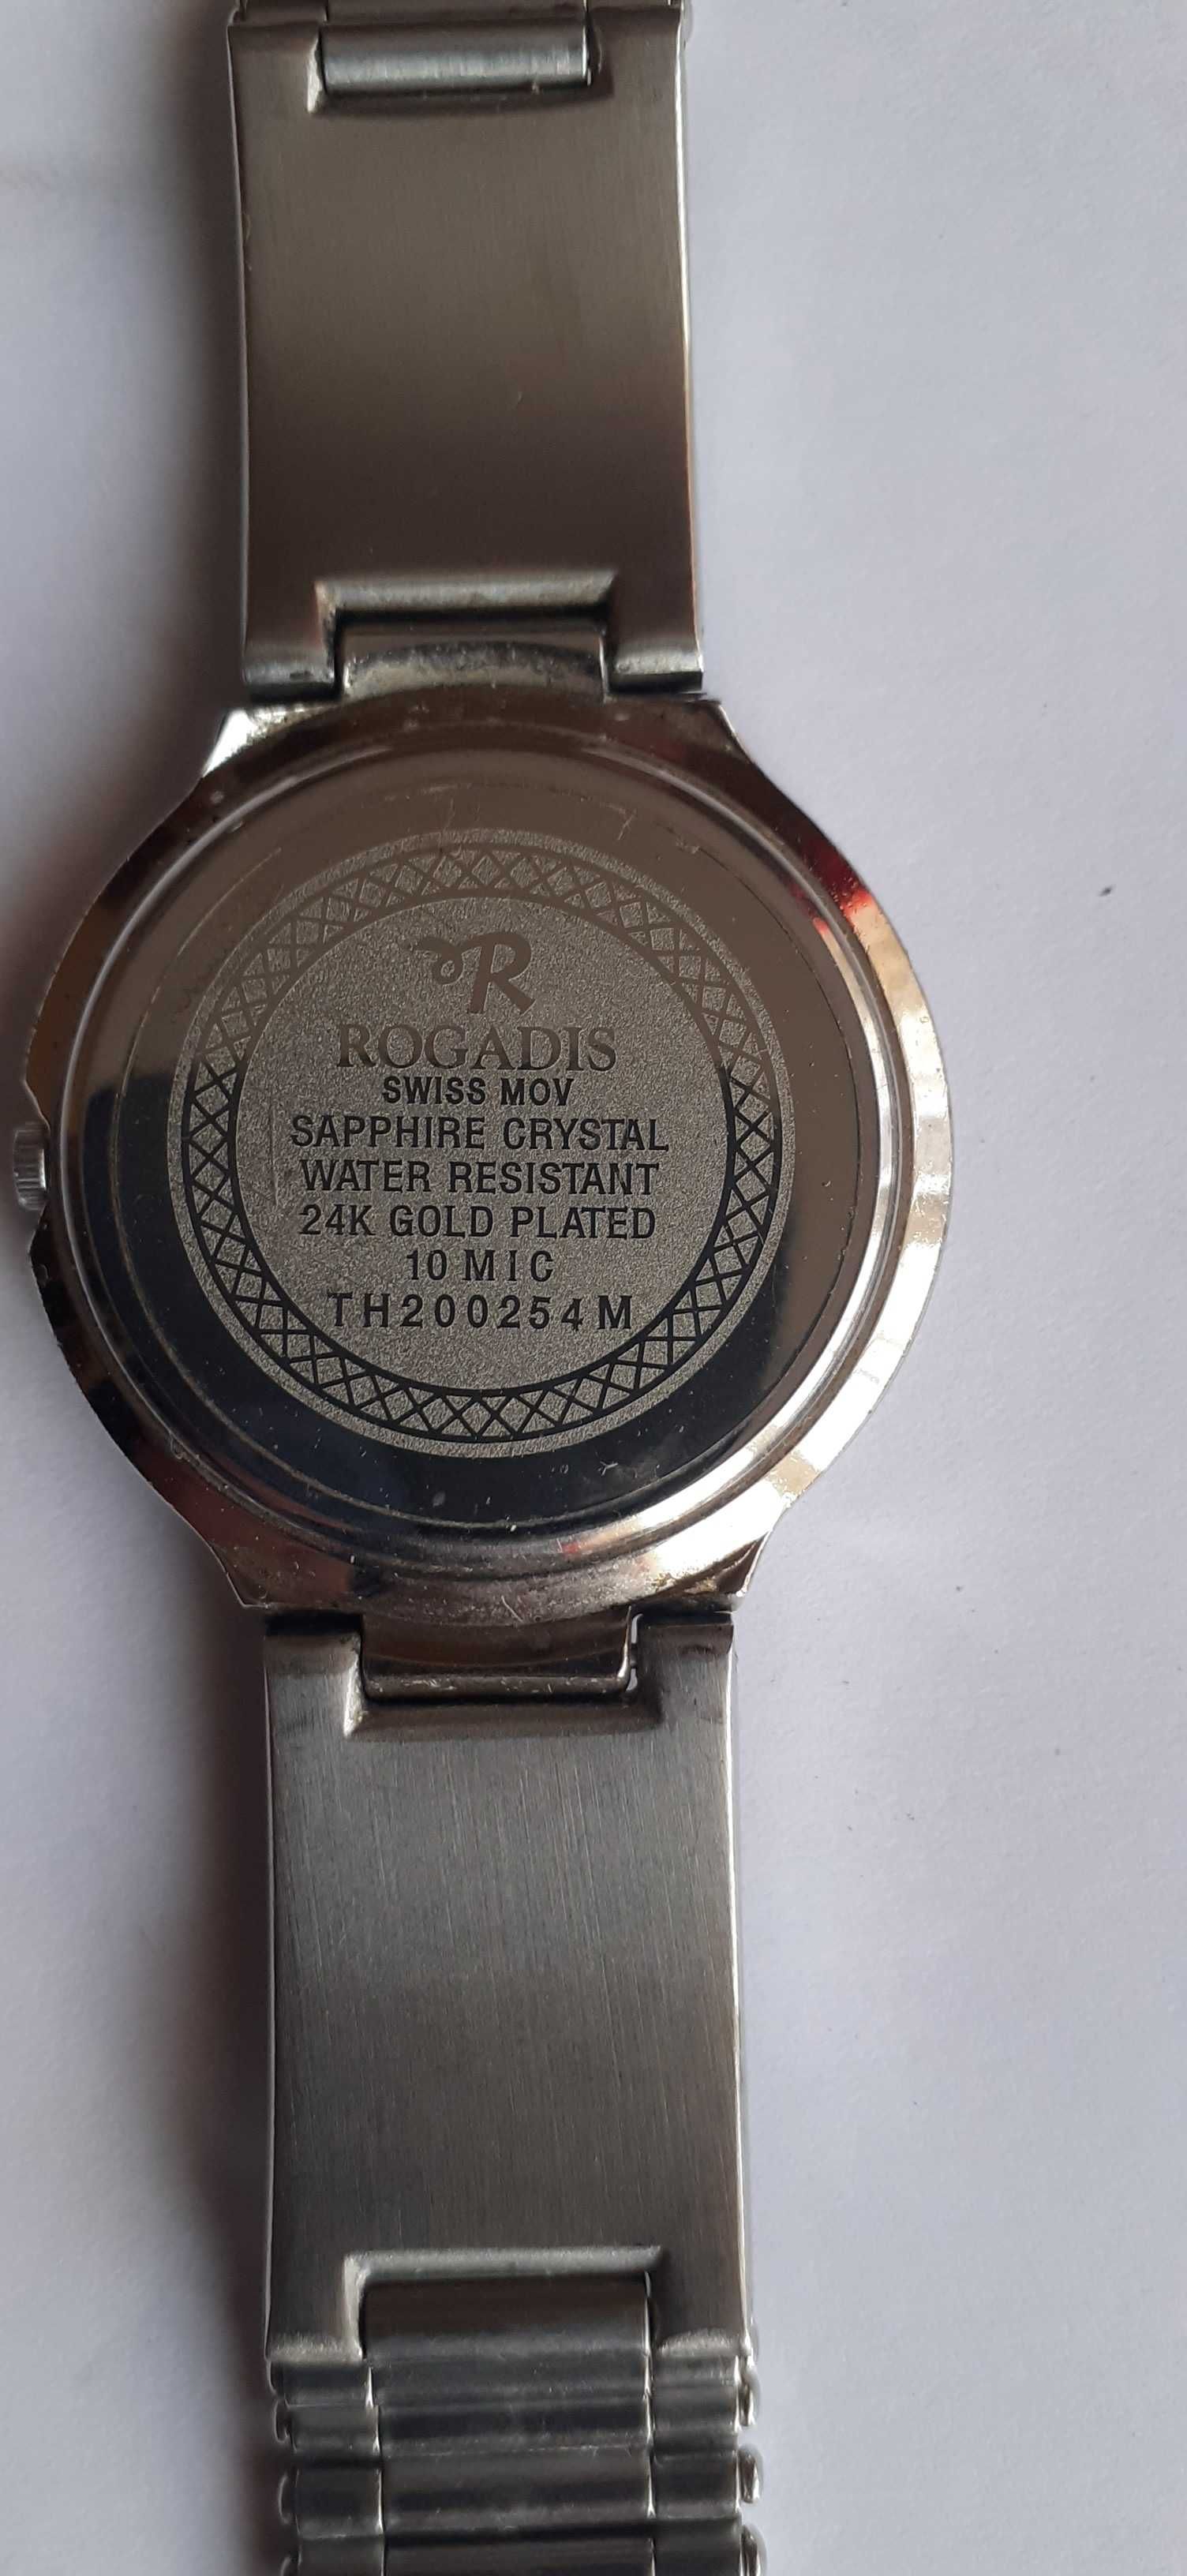 R
ROGADIS
SWISS MOV
SAPPHIRE CRYSTAL
WATER RESISTANT
24K GOLD PLATED
10 MIC
TH200254M